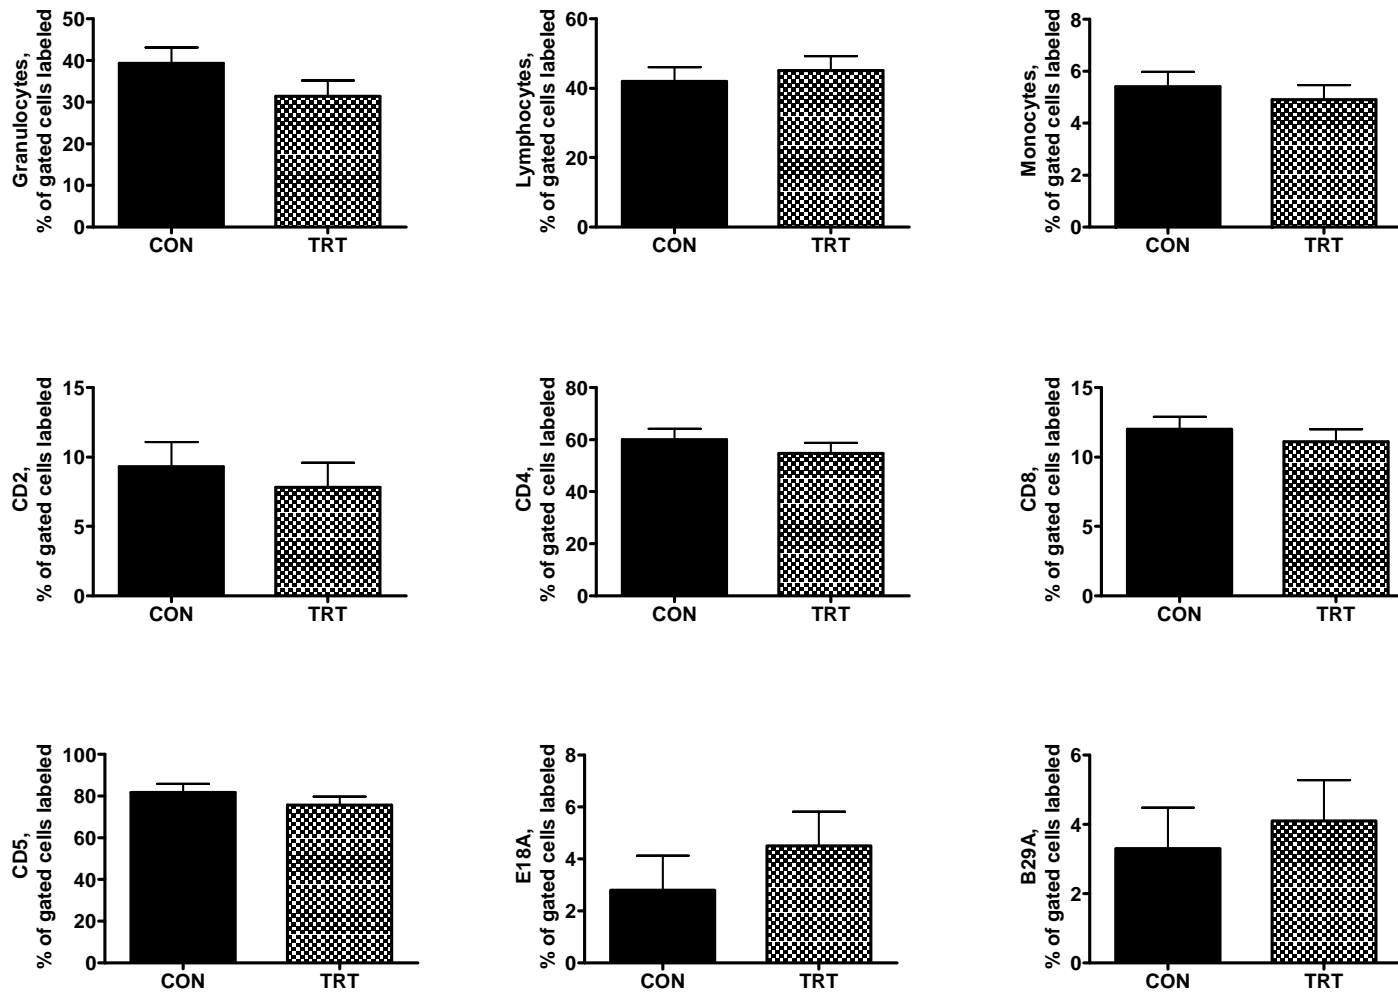 Granulocytes,
% of gated cells labeled
50
40
30
20
10
0
CON TRT
Lymphocytes,
% of gated cells labeled
60
40
20
0
CON TRT
Monocytes,
% of gated cells labeled
8
6
4
2
0
CON TRT
CD2,
% of gated cells labeled
15
10
5
0
CON TRT
CD4,
% of gated cells labeled
80
60
40
20
0
CON TRT
CD8,
% of gated cells labeled
15
10
5
0
CON TRT
CD5,
% of gated cells labeled
100
80
60
40
20
0
CON TRT
E18A,
% of gated cells labeled
8
6
4
2
0
CON TRT
B29A,
% of gated cells labeled
6
4
2
0
CON TRT